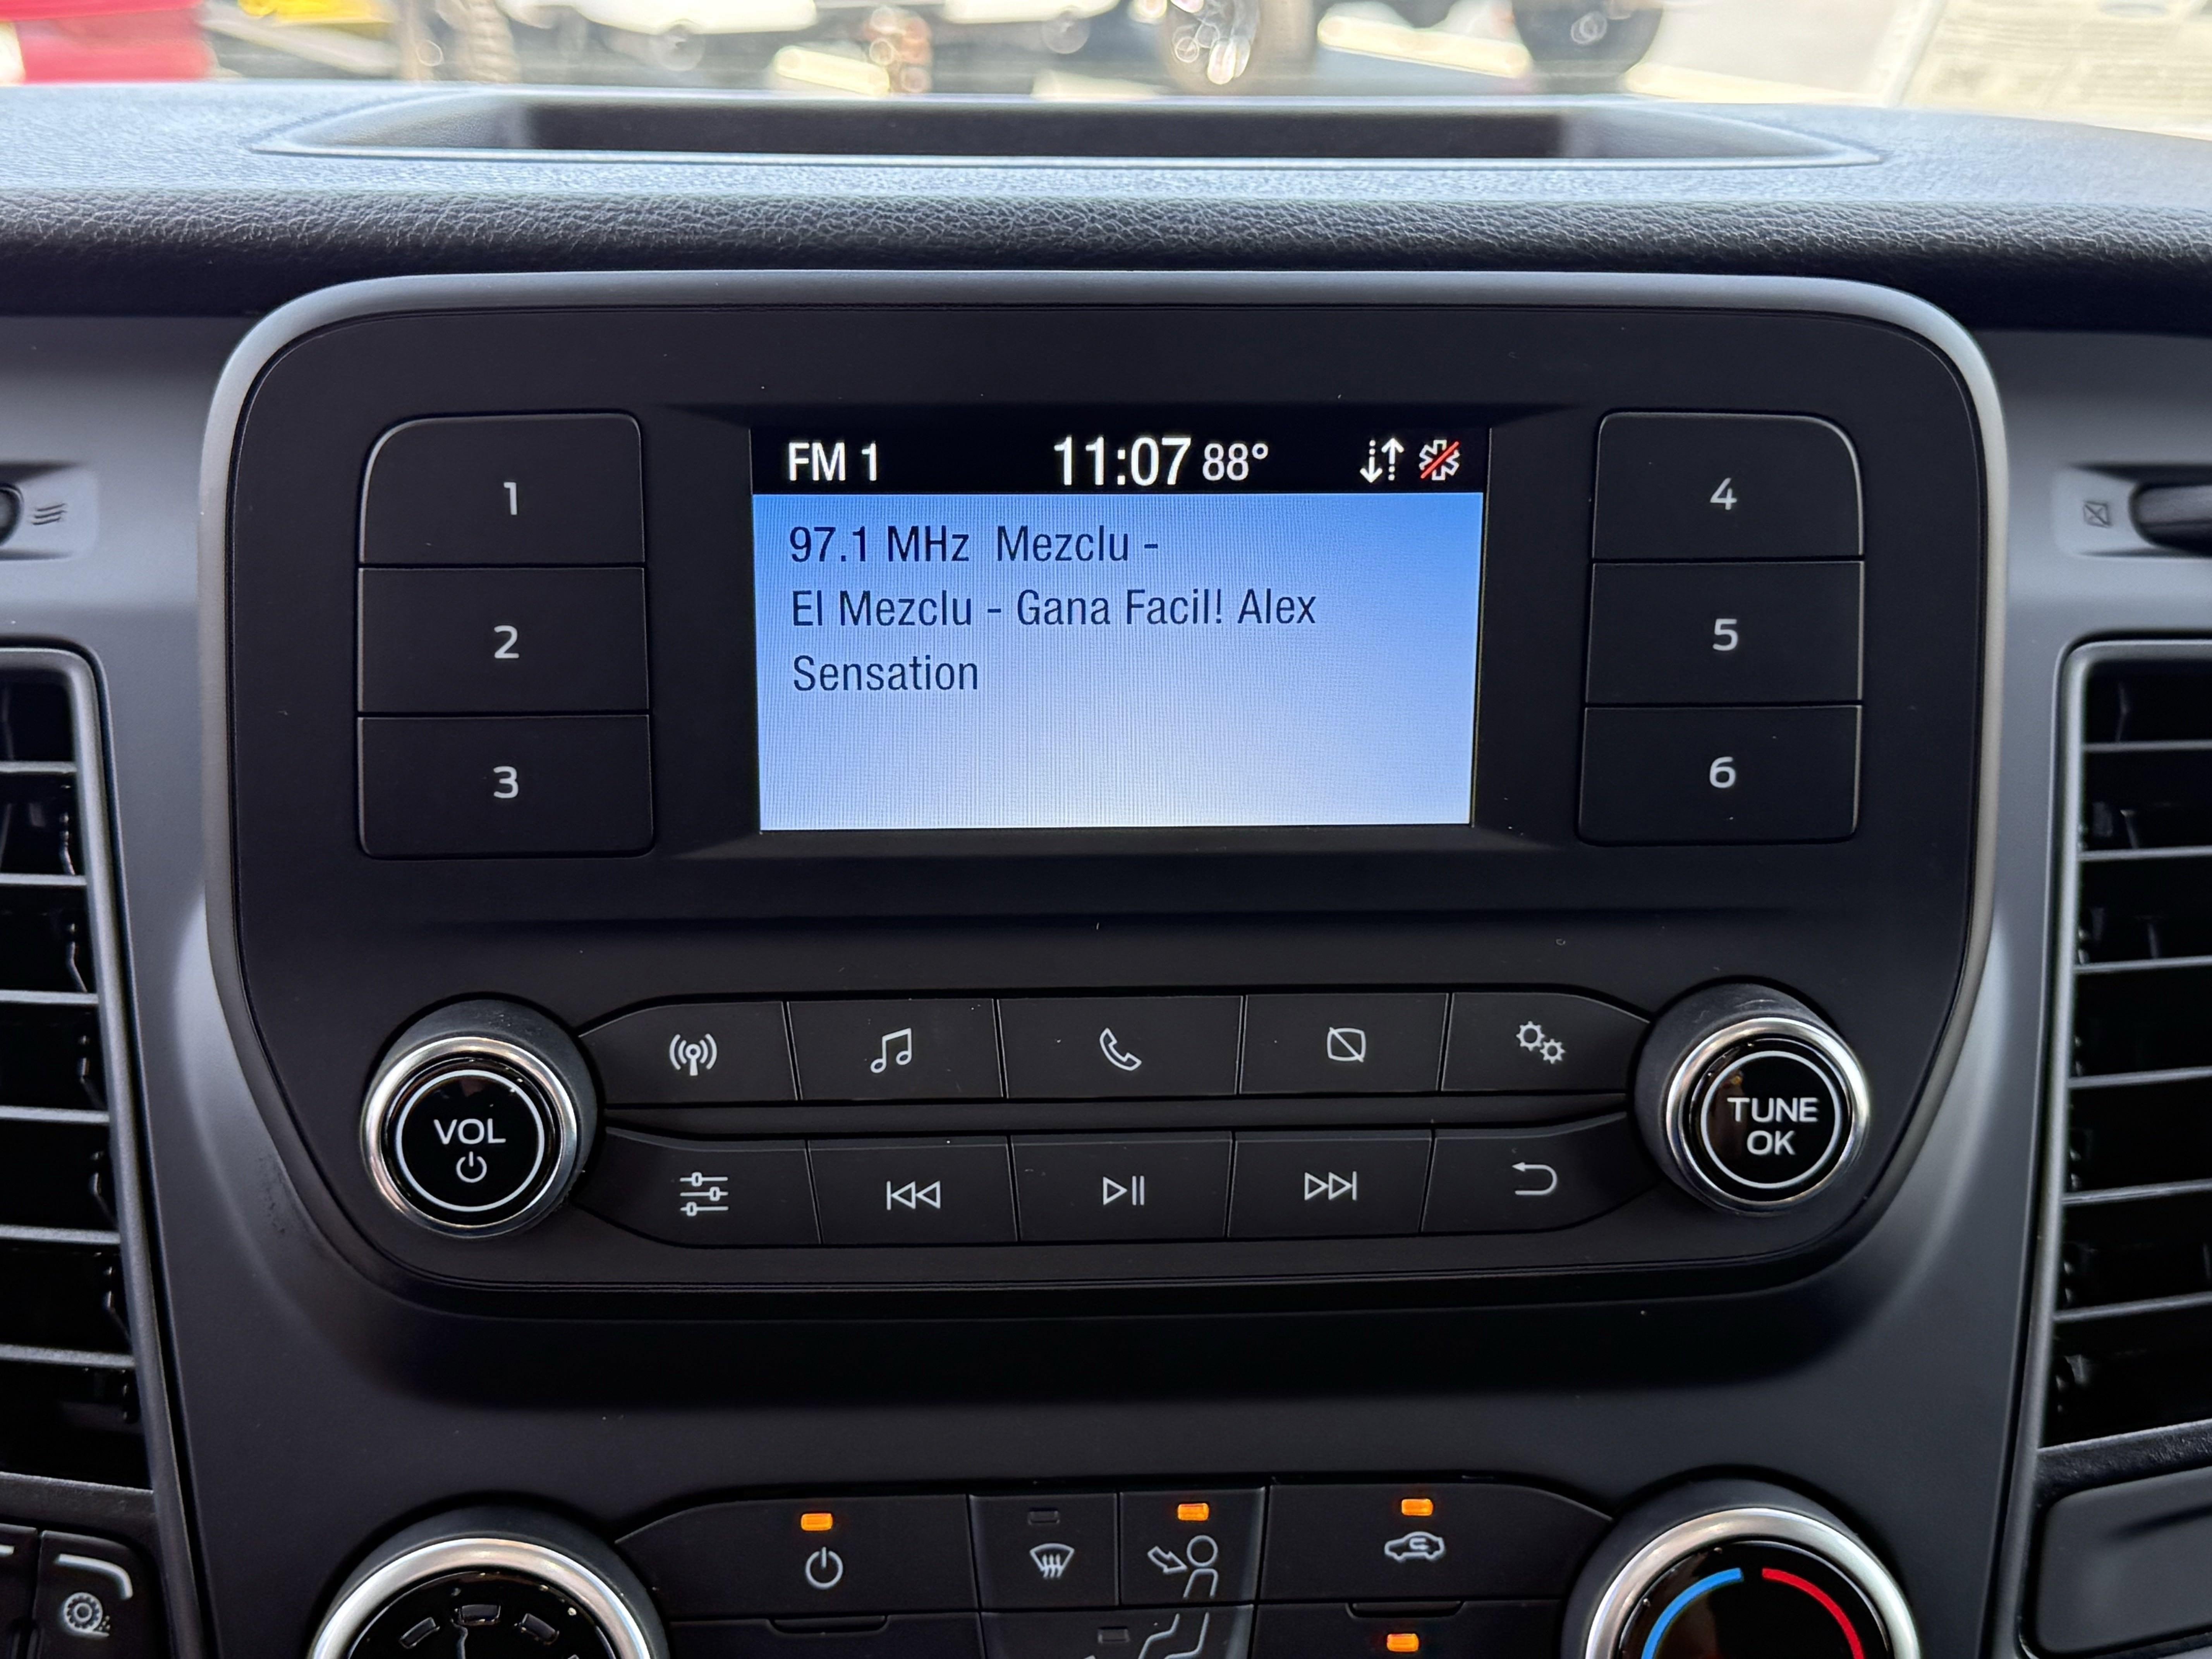 FM 1 11:07 88°
97.1 MHz Mezclu -
El Mezclu - Gana Facil! Alex
Sensation
1
2
3
4
5
6
VOL
TUNE
OK